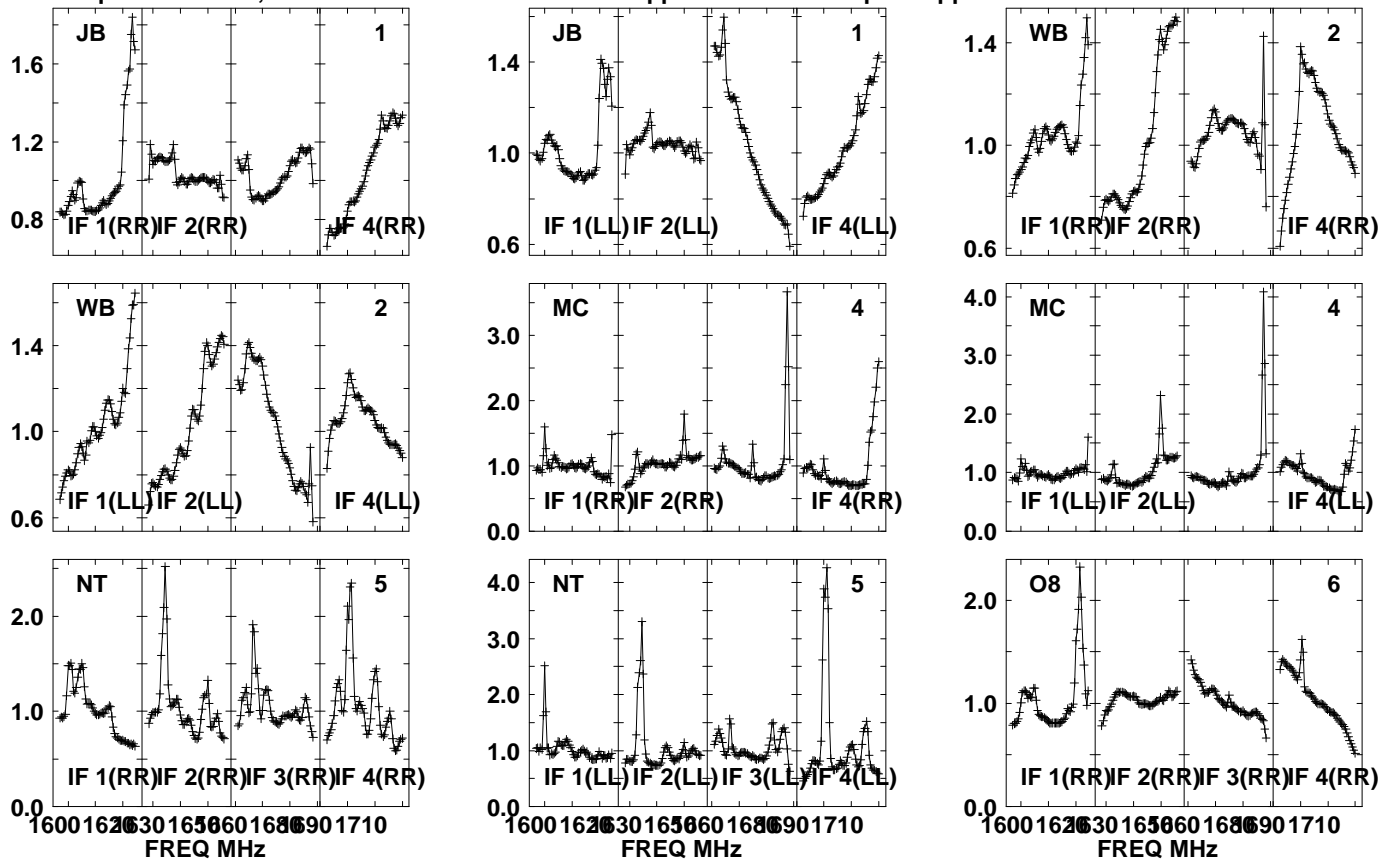 JB 1 JB WB 2
1.6 1.4 1.4
1.2 1.0 1.0
0.8 0.6 0.6
IF 1(RR) IF 2(RR) IF 4(RR) IF 1(LL) IF 2(LL) IF 4(LL) IF 1(RR) IF 2(RR) IF 4(RR)
WB 2 MC 4 MC 4
1.4 3.0 4.0
1.0 2.0 3.0
0.6 1.0 2.0
0.0 1.0
0.0
IF 1(LL) IF 2(LL) IF 4(LL) IF 1(RR) IF 2(RR) IF 4(RR) IF 1(LL) IF 2(LL) IF 4(LL)
NT 5 NT 5 O8 6
2.0 4.0 2.0
1.0 3.0 1.0
0.0 2.0 0.0
1.0
0.0
IF 1(RR) IF 2(RR) IF 3(RR) IF 4(RR) IF 1(LL) IF 2(LL) IF 3(LL) IF 4(LL) IF 1(RR) IF 2(RR) IF 3(RR) IF 4(RR)
1600 1710 1600 1710 1600 1710
FREQ MHz FREQ MHz FREQ MHz